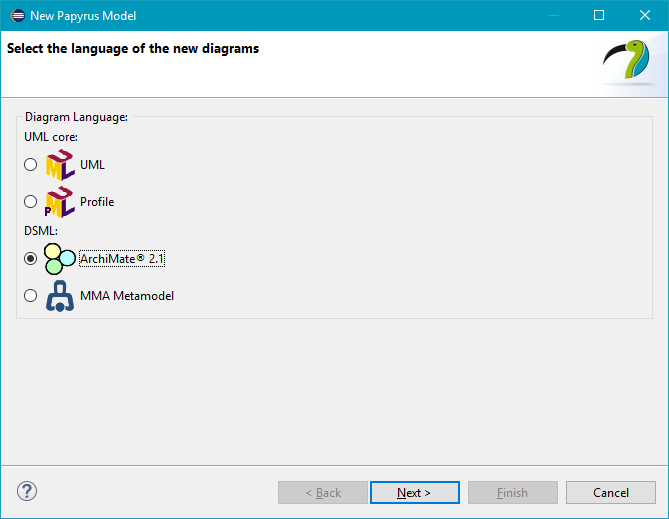 New Papyrus Model
Select the language of the new diagrams
Diagram Language:
UML core:
UML
Profile
DSML:
ArchiMate® 2.1
MMA Metamodel
< Back
Next >
Finish
Cancel